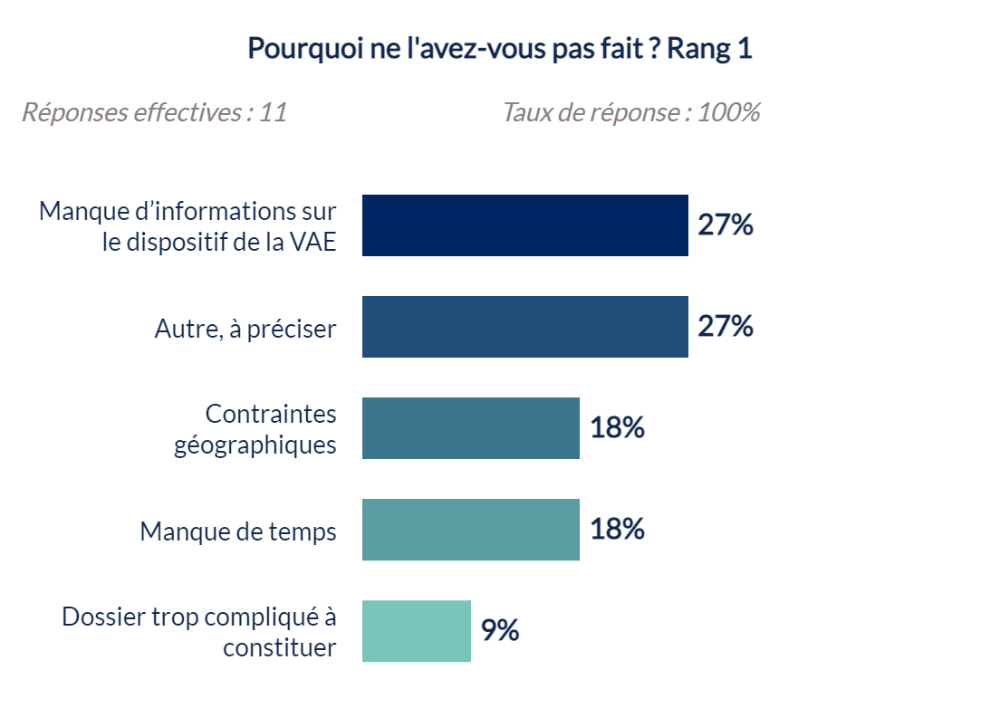 Pourquoi ne l'avez-vous pas fait ? Rang 1
Réponses effectives : 11
Taux de réponse : 100%
Manque d’informations sur
le dispositif de la VAE
27%
Autre, à préciser
27%
Contraintes
géographiques
18%
Manque de temps
18%
Dossier trop compliqué à
constituer
9%